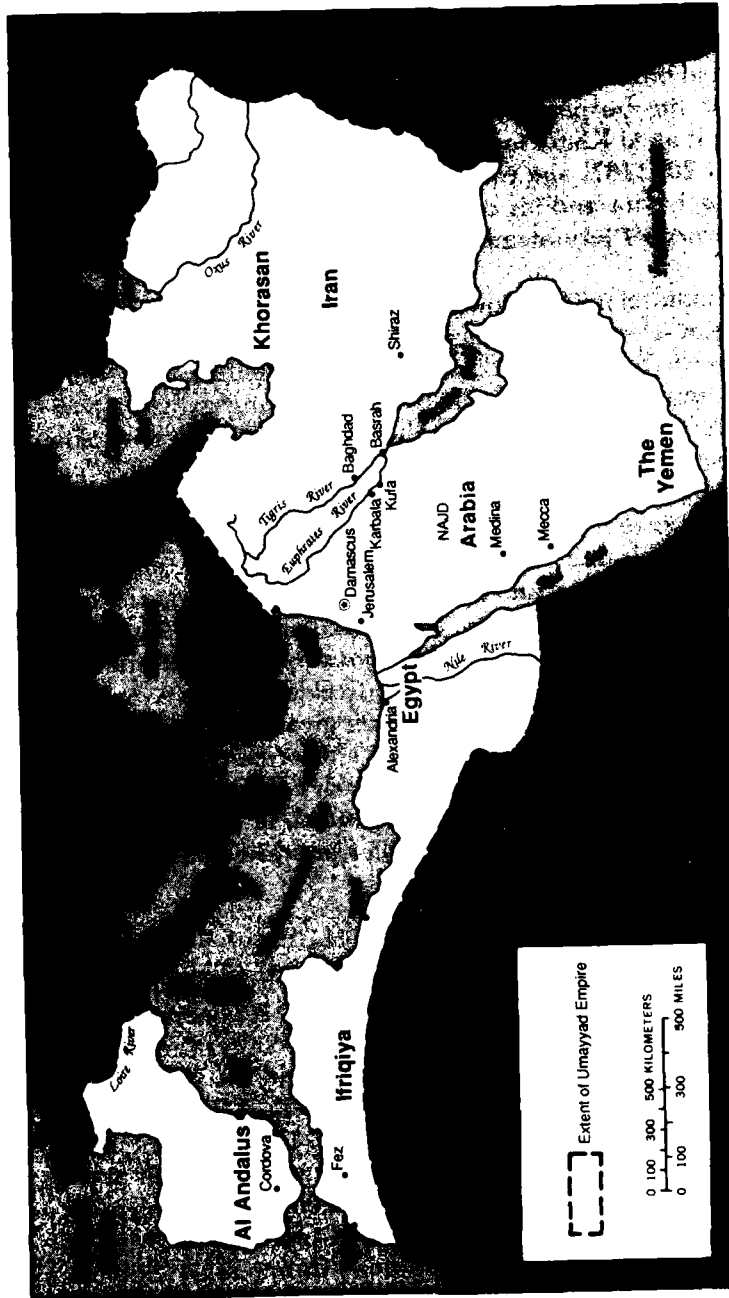 Loire River
Al Andalus
Cordova
Fez
Ifriqiya
Alexandria
Egypt
Nile River
Damascus
Jerusalem
Tigris River
Euphrates River
Baghdad
Karbala
Basrah
Kufa
NAJD
Arabia
Medina
Mecca
Red Sea
The
Yemen
Oxus River
Khorasan
Iran
Shiraz
Extent of Umayyad Empire
0 100 300 500 KILOMETERS
0 100 300 500 MILES